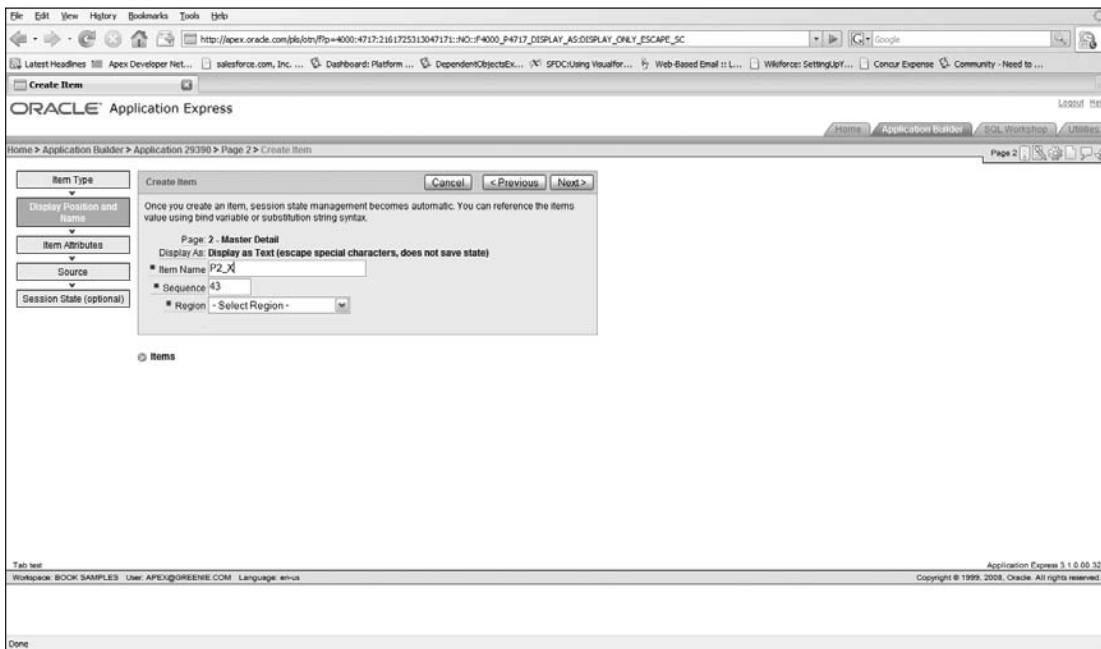 File Edit View History Bookmarks Tools Help
http://apex.oracle.com/pls/otn/f?p=4000:4717:2161725313047171::NO::F4000_P4717_DISPLAY_AS:DISPLAY_ONLY_ESCAPE_SC
Google
Latest Headlines Apex Developer Net... salesforce.com, Inc. ... Dashboard: Platform ... DependentObjectsEx... SFDC:Using Visualfor... Web-Based Email :: L... Wikiforce: SettingUpY... Concur Expense Community - Need to ...
Create Item
ORACLE Application Express
Logout
Home Application Builder SQL Workshop Utilities
Home > Application Builder > Application 29390 > Page 2 > Create Item
Page 2
Item Type
Display Position and
Name
Item Attributes
Source
Session State (optional)
Create Item
Cancel < Previous Next >
Once you create an item, session state management becomes automatic. You can reference the items
value using bind variable or substitution string syntax.
Page: 2 - Master Detail
Display As: Display as Text (escape special characters, does not save state)
Item Name P2_X
Sequence 43
Region - Select Region -
Items
Tab test
Application Express 3.1.0.00.32
Workspace: BOOK SAMPLES User: APEX@GREENIE.COM Language: en-us
Copyright © 1999, 2008, Oracle. All rights reserved.
Done